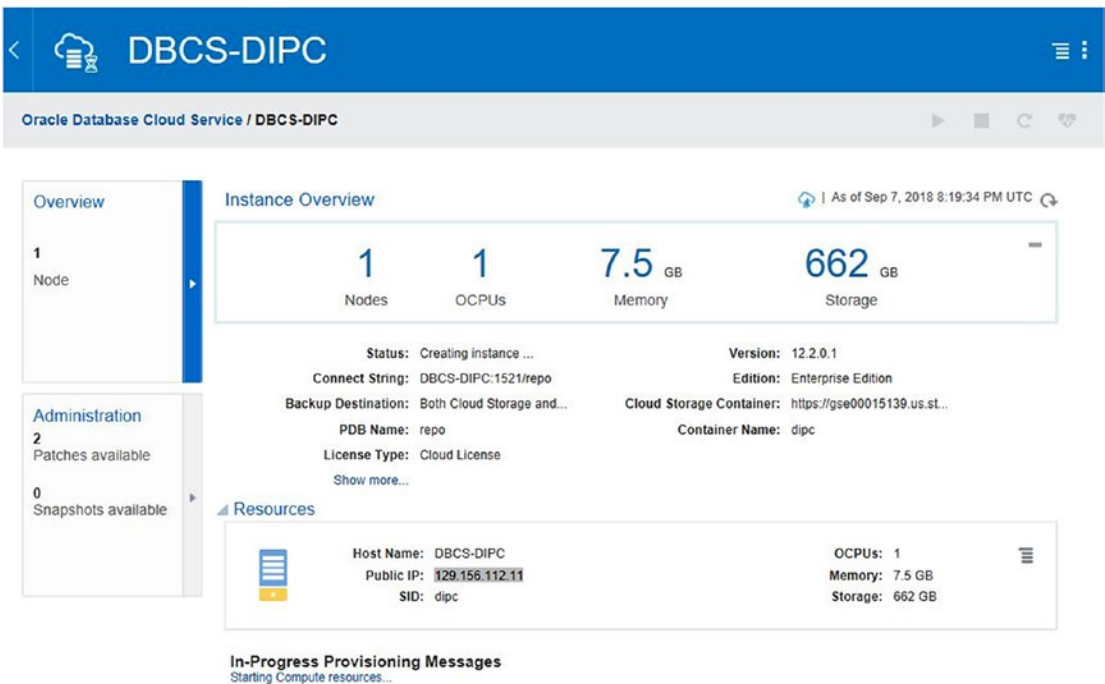 DBCS-DIPC
Oracle Database Cloud Service / DBCS-DIPC
Overview
1
Node
Administration
2
Patches available
0
Snapshots available
Instance Overview
As of Sep 7, 2018 8:19:34 PM UTC
1 Nodes
1 OCPUs
7.5 GB Memory
662 GB Storage
Status: Creating instance ...
Connect String: DBCS-DIPC:1521/repo
Backup Destination: Both Cloud Storage and...
PDB Name: repo
License Type: Cloud License
Show more...
Version: 12.2.0.1
Edition: Enterprise Edition
Cloud Storage Container: https://gse00015139.us.st...
Container Name: dipc
Resources
Host Name: DBCS-DIPC
Public IP: 129.156.112.11
SID: dipc
OCPUs: 1
Memory: 7.5 GB
Storage: 662 GB
In-Progress Provisioning Messages
Starting Compute resources...